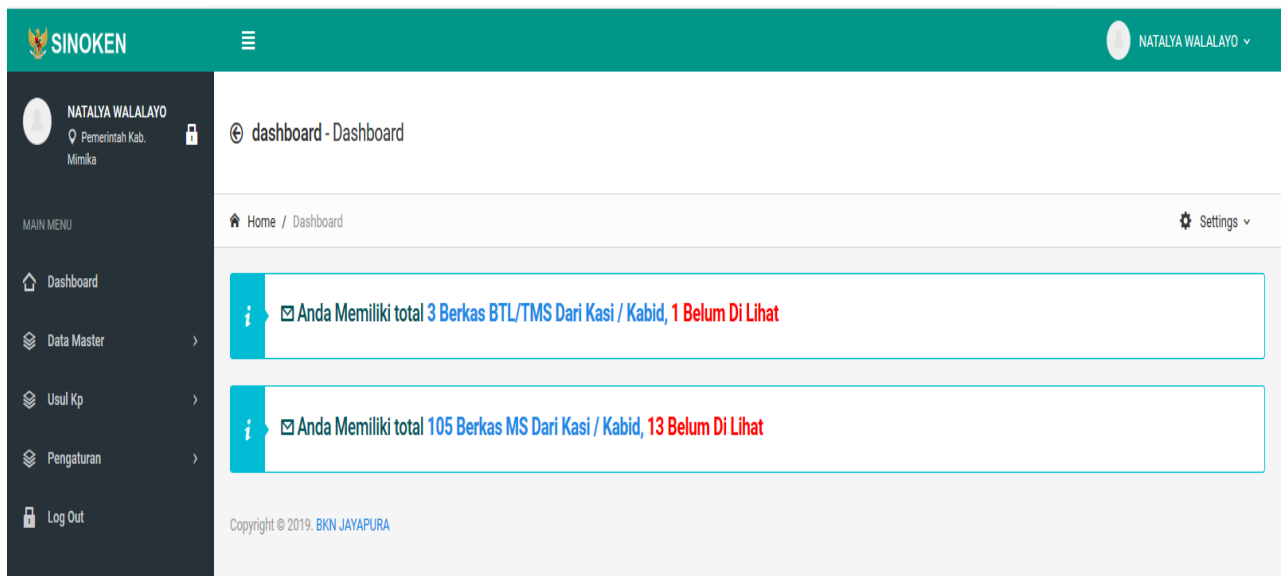 SINOKEN
NATALYA WALALAYO
NATALYA WALALAYO
Pemerintah Kab.
Mimika
dashboard - Dashboard
MAIN MENU
Home / Dashboard
Settings
Dashboard
Data Master
Usul Kp
Pengaturan
Log Out
Anda Memiliki total 3 Berkas BTL/TMS Dari Kasi / Kabid, 1 Belum Di Lihat
Anda Memiliki total 105 Berkas MS Dari Kasi / Kabid, 13 Belum Di Lihat
Copyright © 2019. BKN JAYAPURA